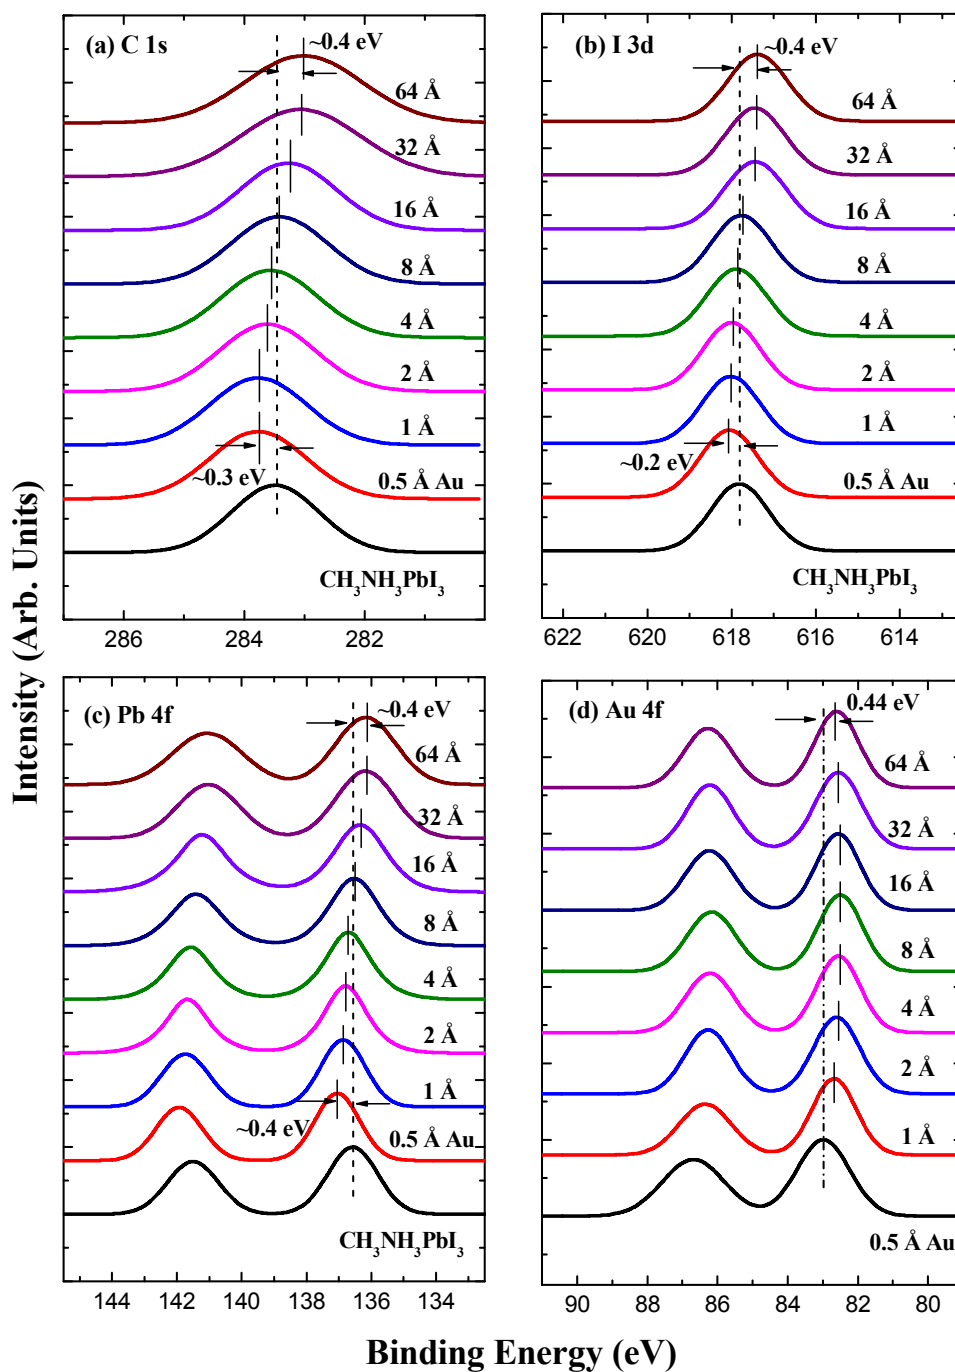 Intensity (Arb. Units)
(a) C 1s
~0.4 eV
64 Å
32 Å
16 Å
8 Å
4 Å
2 Å
1 Å
~0.3 eV
0.5 Å Au
CH₃NH₃PbI₃
286 284 282
(b) I 3d
~0.4 eV
64 Å
32 Å
16 Å
8 Å
4 Å
2 Å
1 Å
~0.2 eV
0.5 Å Au
CH₃NH₃PbI₃
622 620 618 616 614
(c) Pb 4f
~0.4 eV
64 Å
32 Å
16 Å
8 Å
4 Å
2 Å
1 Å
~0.4 eV
0.5 Å Au
CH₃NH₃PbI₃
144 142 140 138 136 134
(d) Au 4f
0.44 eV
64 Å
32 Å
16 Å
8 Å
4 Å
2 Å
1 Å
0.5 Å Au
90 88 86 84 82 80
Binding Energy (eV)